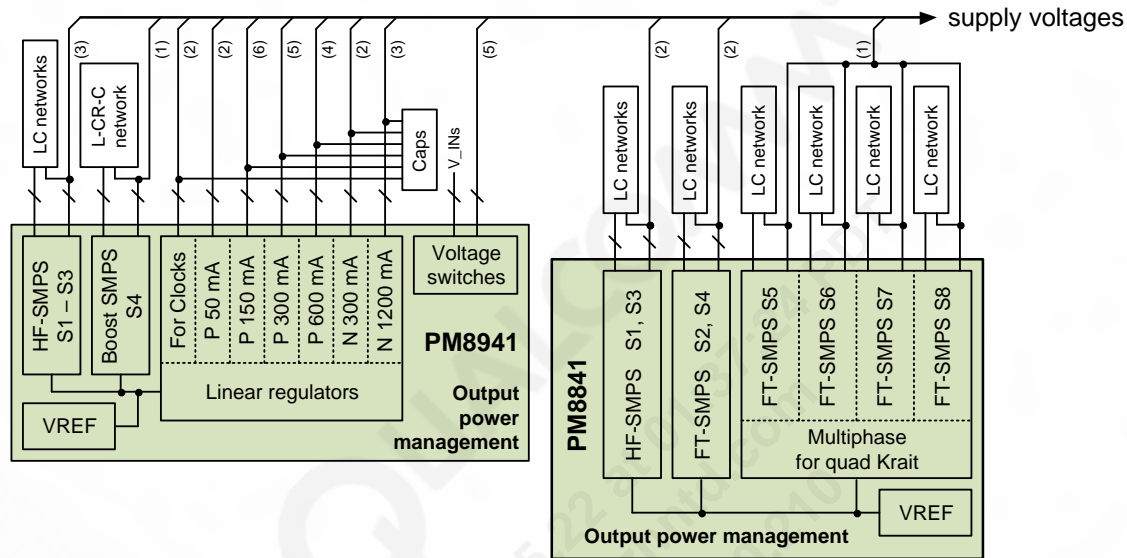 supply voltages
(3)
(1)
(2)
(2)
(6)
(5)
(4)
(2)
(3)
(5)
(2)
(2)
(1)
LC networks
L-CR-C
network
Caps
V_INs
LC networks
LC networks
LC network
LC network
LC network
LC network
HF-SMPS
S1 – S3
Boost SMPS
S4
For Clocks
P 50 mA
P 150 mA
P 300 mA
P 600 mA
N 300 mA
N 1200 mA
Linear regulators
Voltage
switches
PM8941
VREF
Output
power
management
PM8841
HF-SMPS S1, S3
FT-SMPS S2, S4
FT-SMPS S5
FT-SMPS S6
FT-SMPS S7
FT-SMPS S8
Multiphase
for quad Krait
VREF
Output power management